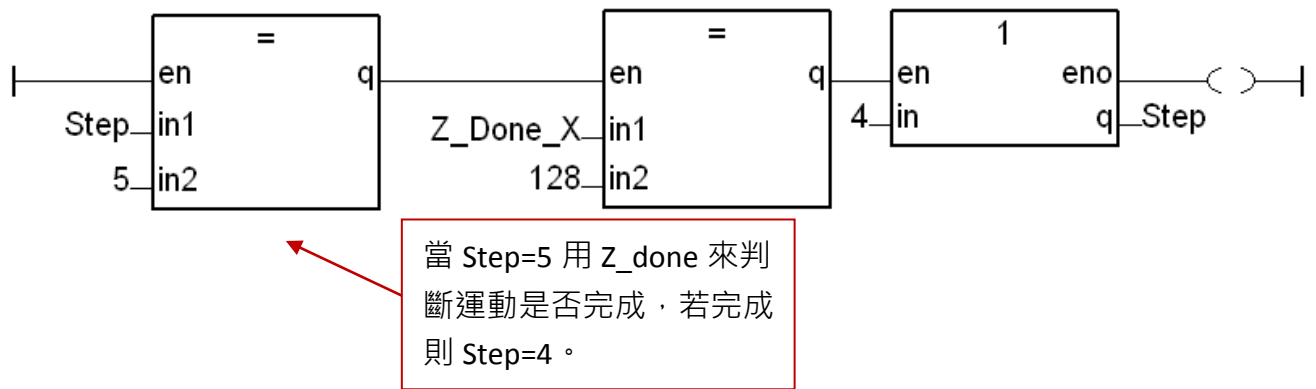 =
en q
Step in1
5 in2
=
en q
Z_Done_X in1
128 in2
1
en eno
4 in q Step
當 Step=5 用 Z_done 來判
斷運動是否完成，若完成
則 Step=4。